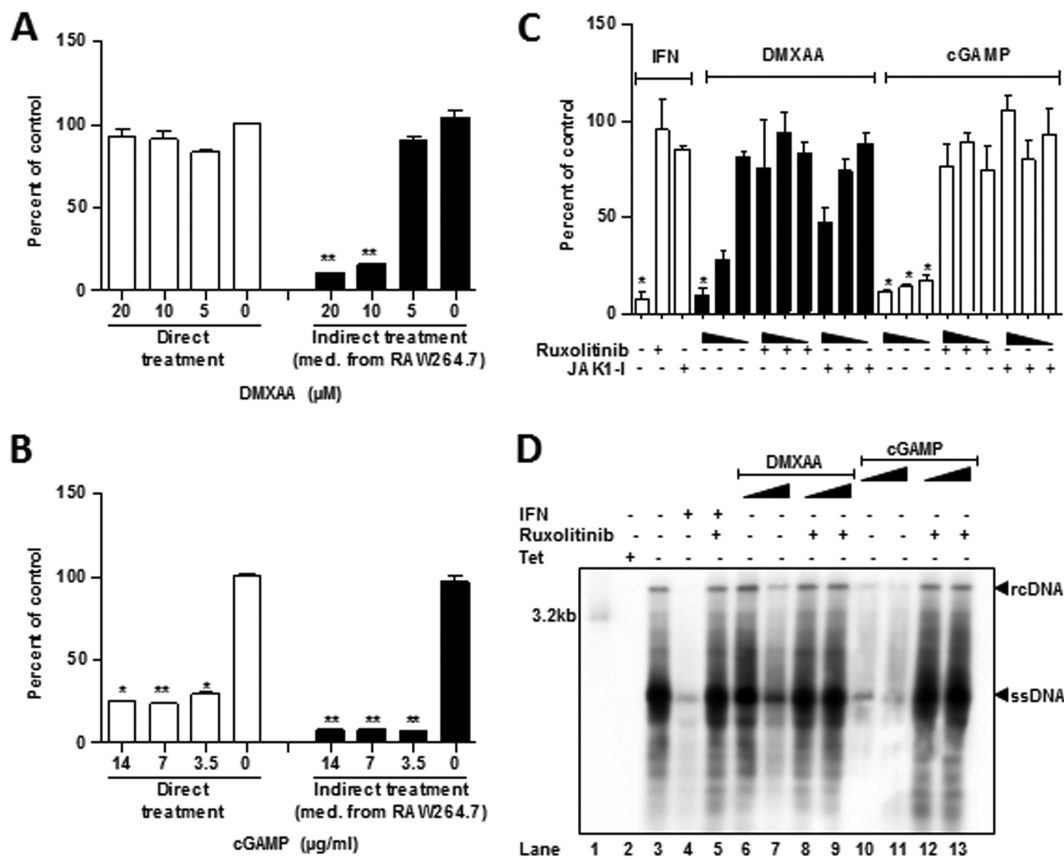 A
150
100
50
0
Percent of control
** **
20 10 5 0 20 10 5 0
Direct treatment
Indirect treatment
(med. from RAW264.7)
DMXAA (µM)
B
150
100
50
0
Percent of control
* ** * ** ** **
14 7 3.5 0 14 7 3.5 0
Direct treatment
Indirect treatment
(med. from RAW264.7)
cGAMP (µg/ml)
C
150
100
50
0
Percent of control
IFN DMXAA cGAMP
* * * * *
Ruxolitinib - + - - - - + + + - - - - - - + + + - - -
JAK1-I - - + - - - - - - + + + - - - - - - + + +
D
DMXAA cGAMP
IFN - - + + - - - - - - - -
Ruxolitinib - - - + - - + + - - + +
Tet + - - - - - - - - - - -
3.2kb
rcDNA
ssDNA
Lane 1 2 3 4 5 6 7 8 9 10 11 12 13